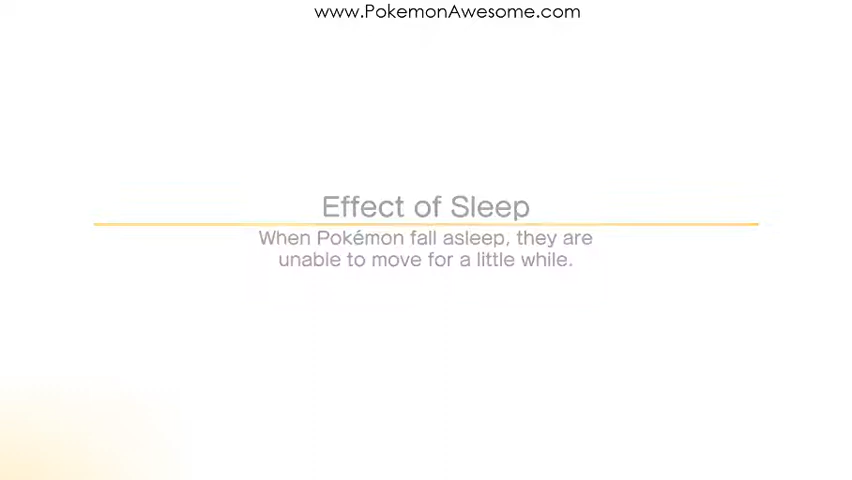 www.PokemonAwesome.com
Effect of Sleep
When Pokémon fall asleep, they are
unable to move for a little while.